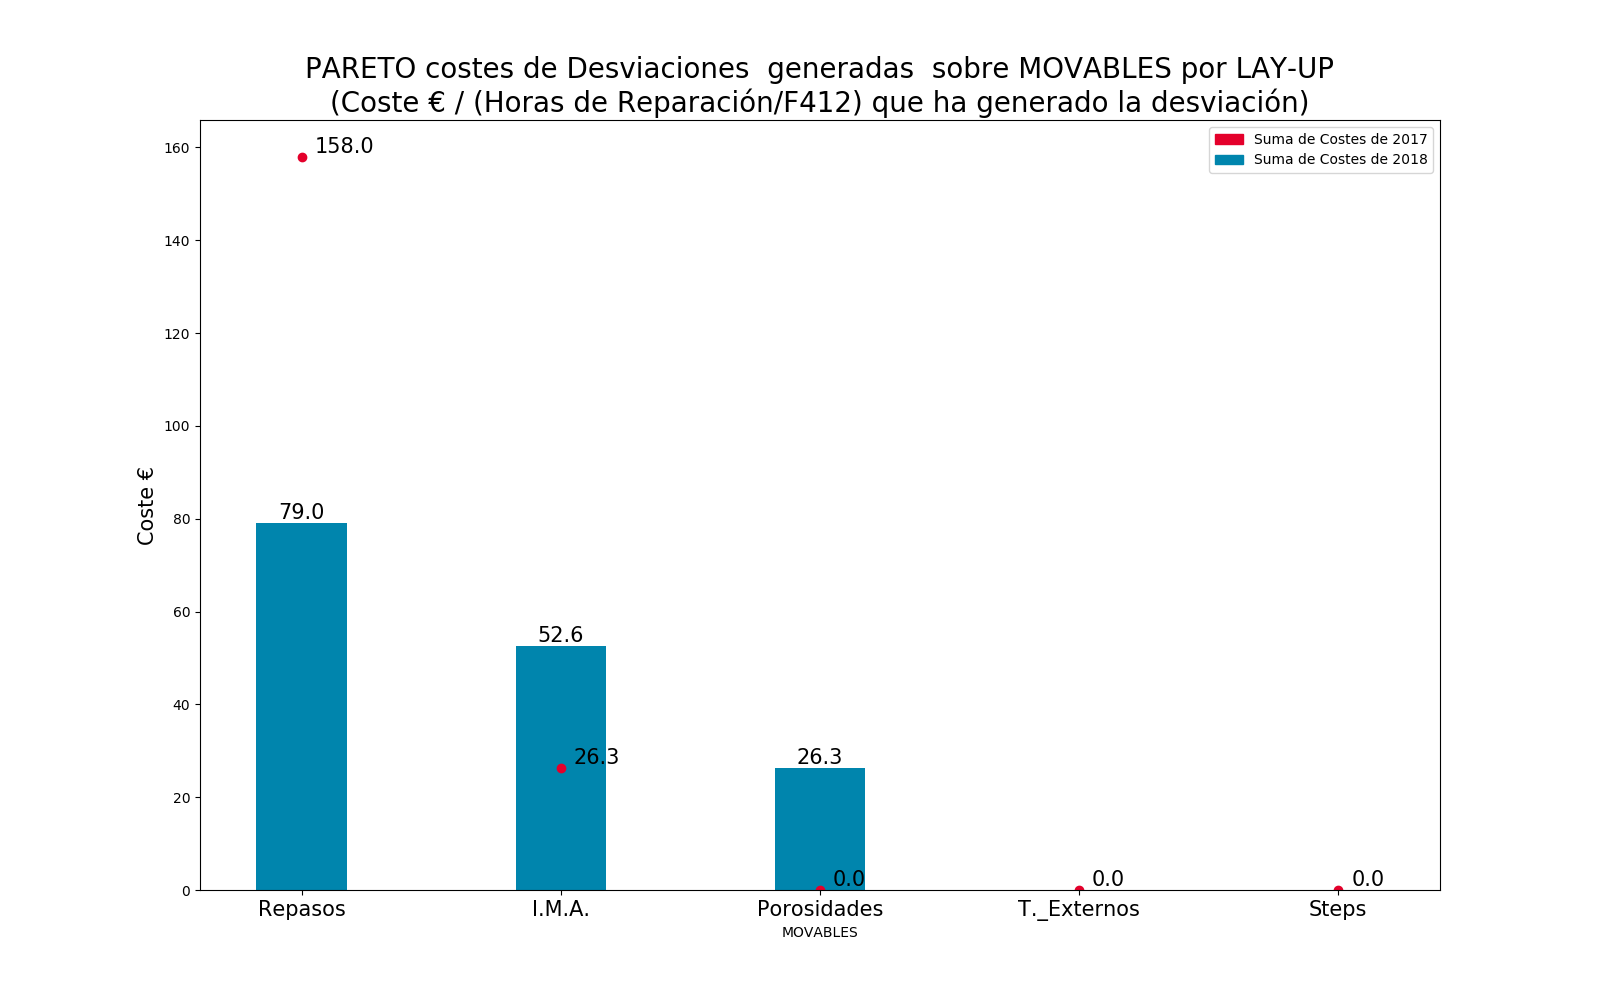 PARETO costes de Desviaciones  generadas  sobre MOVABLES por LAY-UP
(Coste € / (Horas de Reparación/F412) que ha generado la desviación)
Suma de Costes de 2017
Suma de Costes de 2018
Coste €
160
140
120
100
80
60
40
20
0
158.0
79.0
52.6
26.3
26.3
0.0
0.0
0.0
Repasos
I.M.A.
Porosidades
T._Externos
Steps
MOVABLES